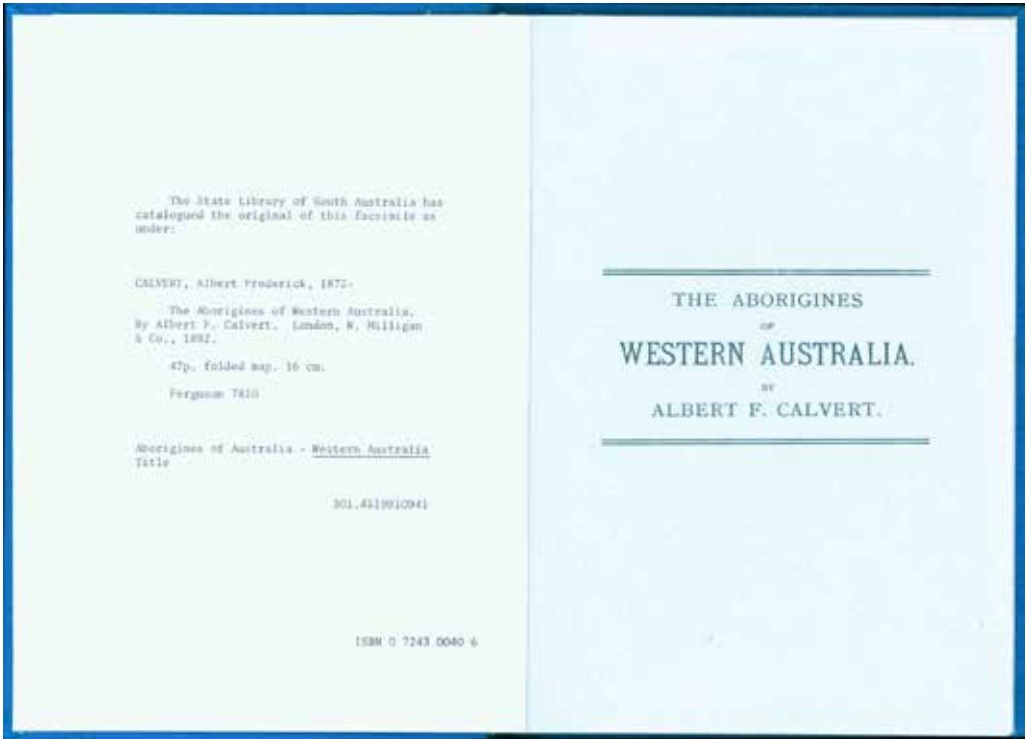 The State Library of South Australia has
catalogued the original of this facsimile as
under:
CALVERT, Albert Frederick, 1872-
The Aborigines of Western Australia,
By Albert F. Calvert. London, W. Milligan
& Co., 1892.
47p. folded map. 16 cm.
Ferguson 7810
Aborigines of Australia - Western Australia
Title
ISBN 0 7243 0040 6
THE ABORIGINES
OF
WESTERN AUSTRALIA.
BY
ALBERT F. CALVERT.